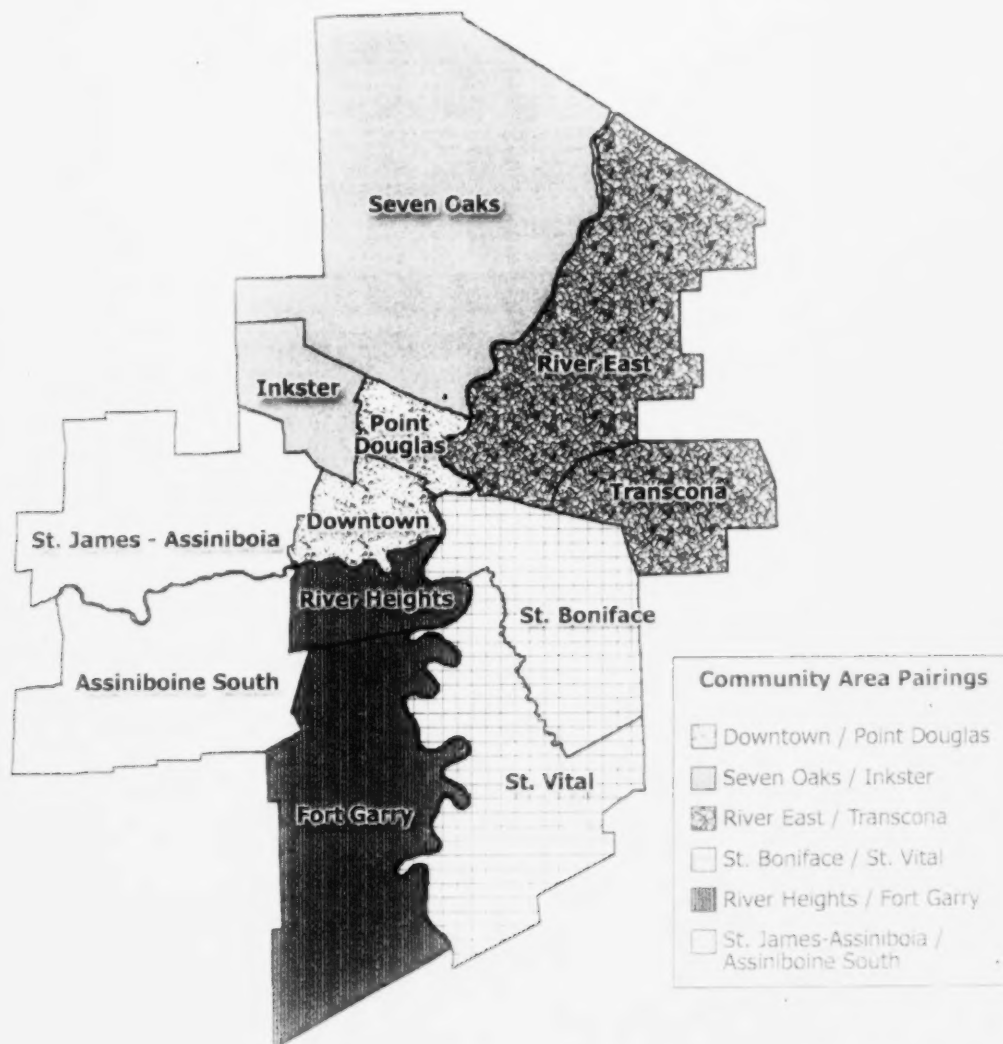 Seven Oaks
River East
Inkster
Point
Douglas
Transcona
Downtown
St. James - Assiniboia
River Heights
St. Boniface
Assiniboine South
St. Vital
Fort Garry
Community Area Pairings
Downtown / Point Douglas
Seven Oaks / Inkster
River East / Transcona
St. Boniface / St. Vital
River Heights / Fort Garry
St. James-Assiniboia /
Assiniboine South